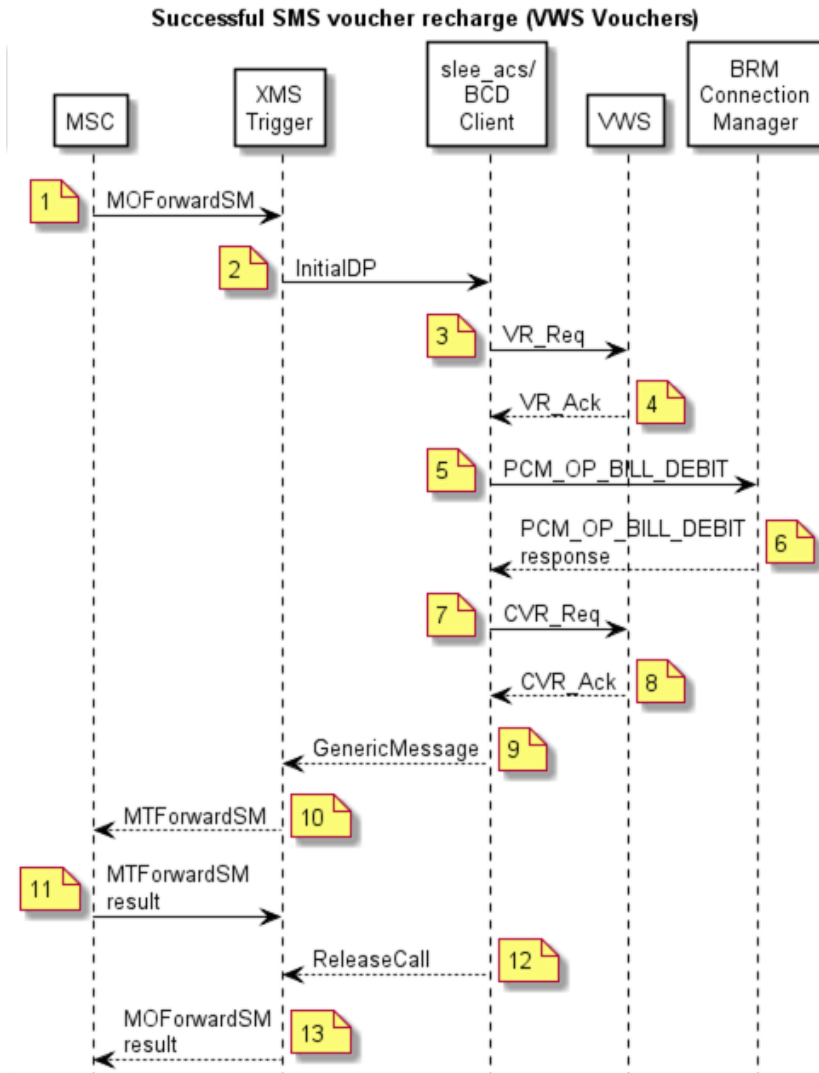 Successful SMS voucher recharge (VWS Vouchers)
MSC
XMS
Trigger
slee_acs/
BCD
Client
VWS
BRM
Connection
Manager
1
MOForwardSM
2
InitialDP
3
VR_Req
VR_Ack
4
5
PCM_OP_BILL_DEBIT
PCM_OP_BILL_DEBIT
response
6
7
CVR_Req
CVR_Ack
8
GenericMessage
9
MTForwardSM
10
11
MTForwardSM
result
ReleaseCall
12
MOForwardSM
result
13